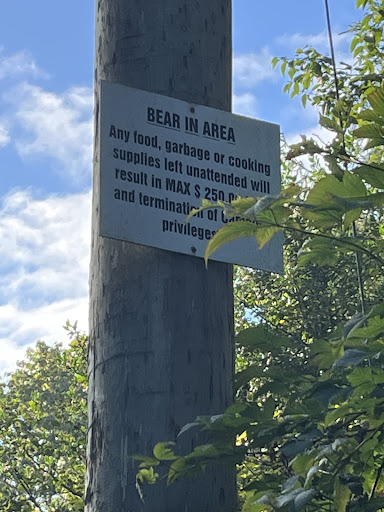 BEAR IN AREA
Any food, garbage or cooking
supplies left unattended will
result in MAX $ 250.0
and termination of
privileges